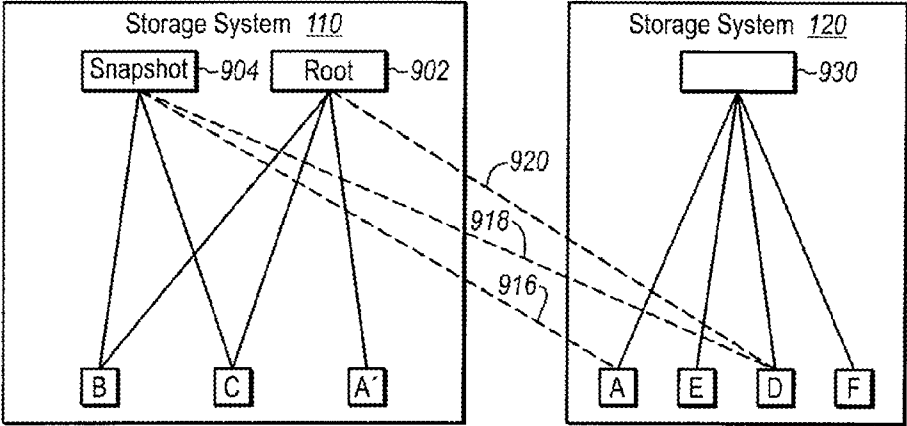 Storage System 110
Storage System 120
Snapshot 904
Root 902
930
920
918
916
B
C
A´
A
E
D
F